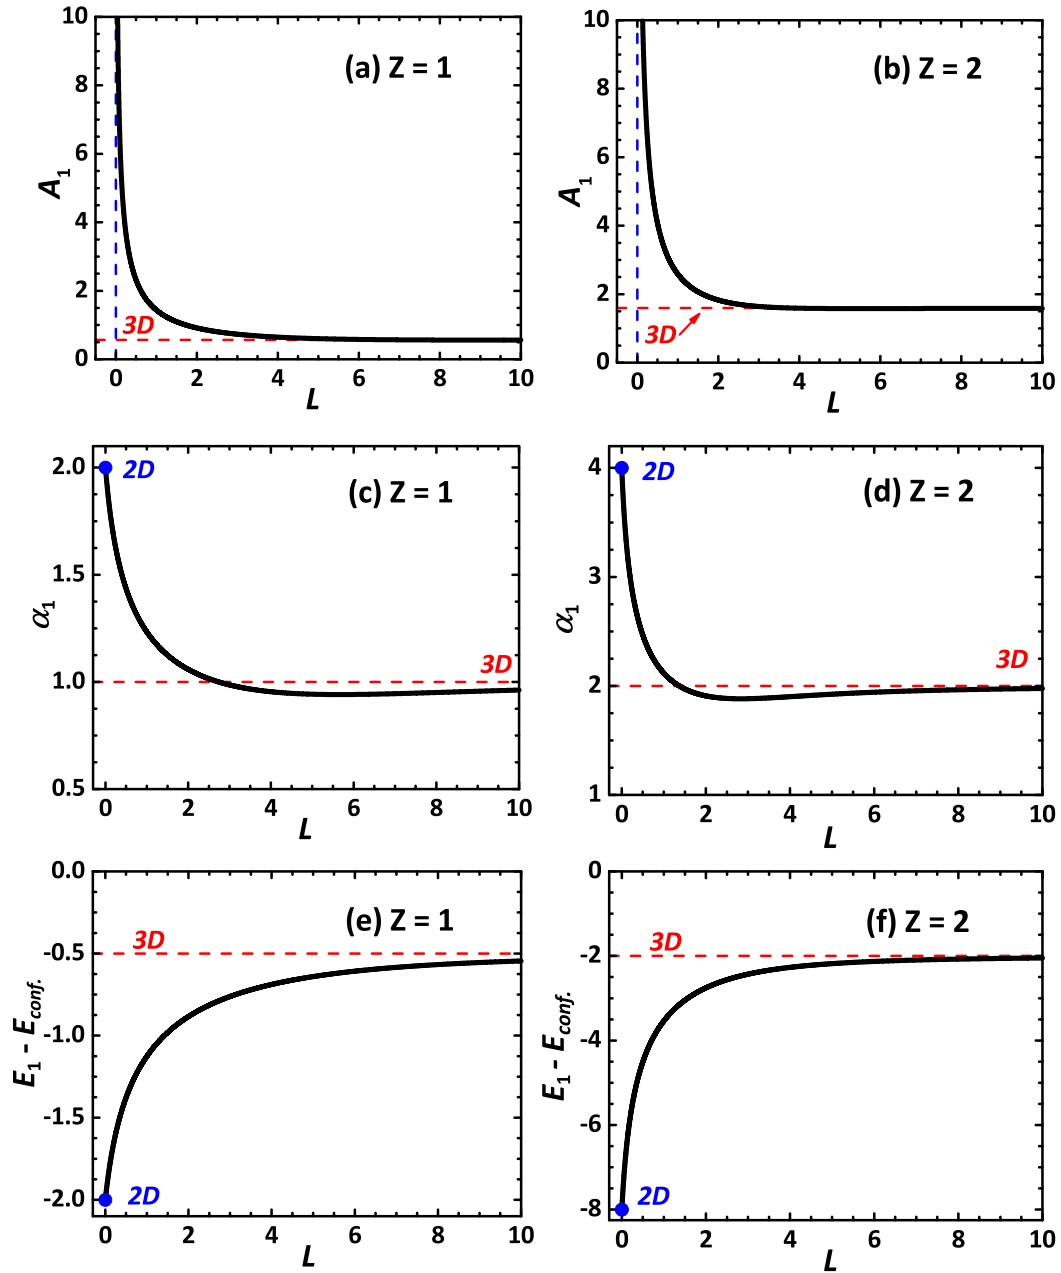 10
8
6
4
2
0
A1
(a) Z = 1
3D
0 2 4 6 8 10
L
10
8
6
4
2
0
A1
(b) Z = 2
3D
0 2 4 6 8 10
L
2.0
1.5
1.0
0.5
α1
2D
(c) Z = 1
3D
0 2 4 6 8 10
L
4
3
2
1
α1
2D
(d) Z = 2
3D
0 2 4 6 8 10
L
0.0
-0.5
-1.0
-1.5
-2.0
E1 - Econf.
(e) Z = 1
3D
2D
0 2 4 6 8 10
L
0
-2
-4
-6
-8
E1 - Econf.
(f) Z = 2
3D
2D
0 2 4 6 8 10
L